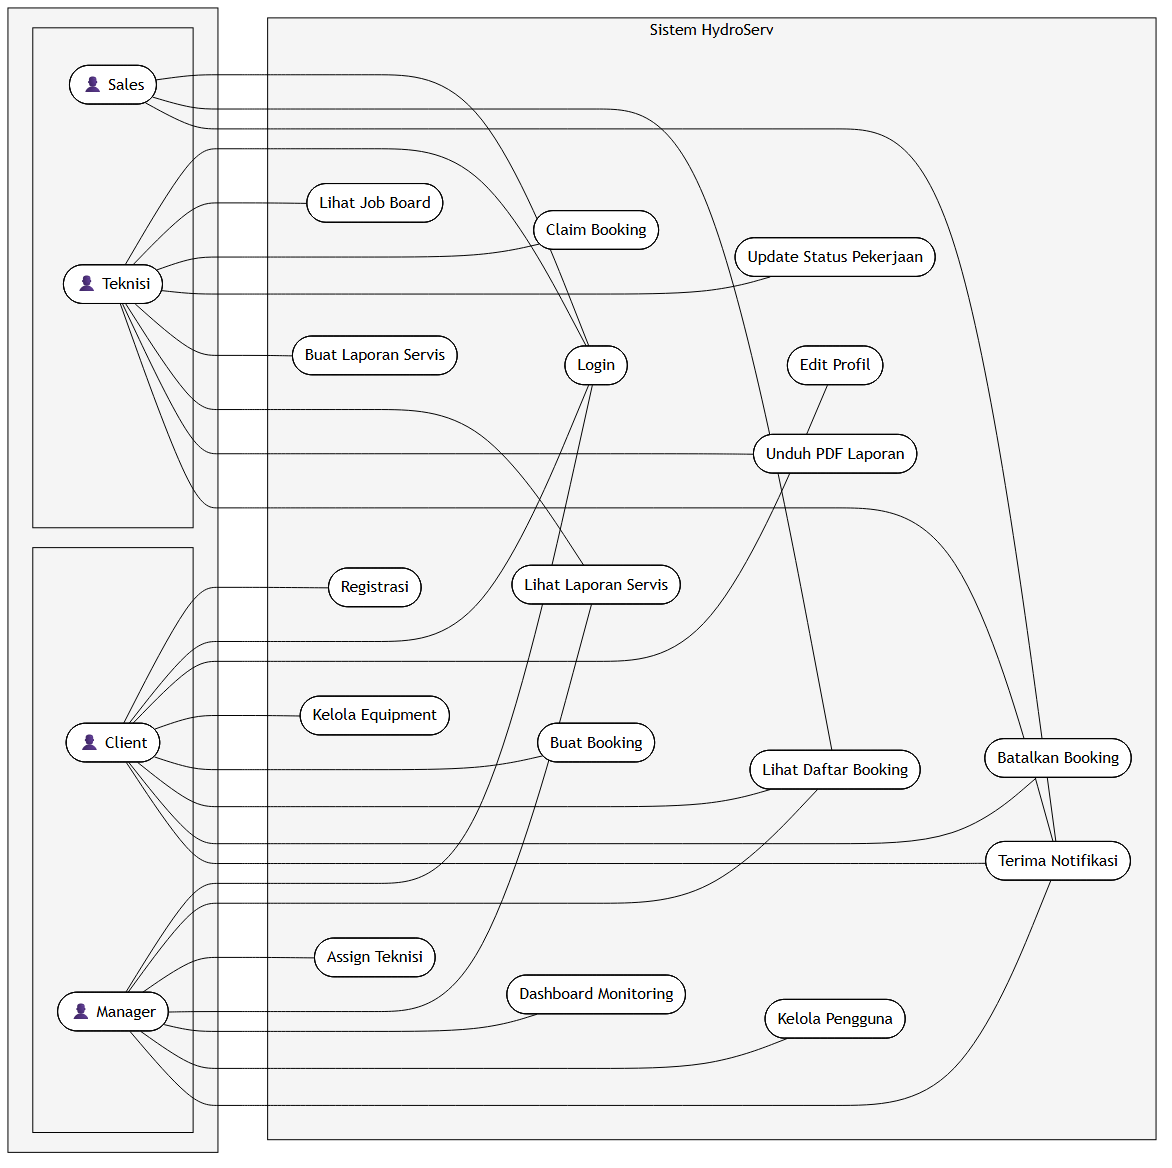 Sistem HydroServ
Sales
Lihat Job Board
Claim Booking
Update Status Pekerjaan
Teknisi
Buat Laporan Servis
Login
Edit Profil
Unduh PDF Laporan
Registrasi
Lihat Laporan Servis
Kelola Equipment
Client
Buat Booking
Lihat Daftar Booking
Batalkan Booking
Terima Notifikasi
Assign Teknisi
Dashboard Monitoring
Manager
Kelola Pengguna